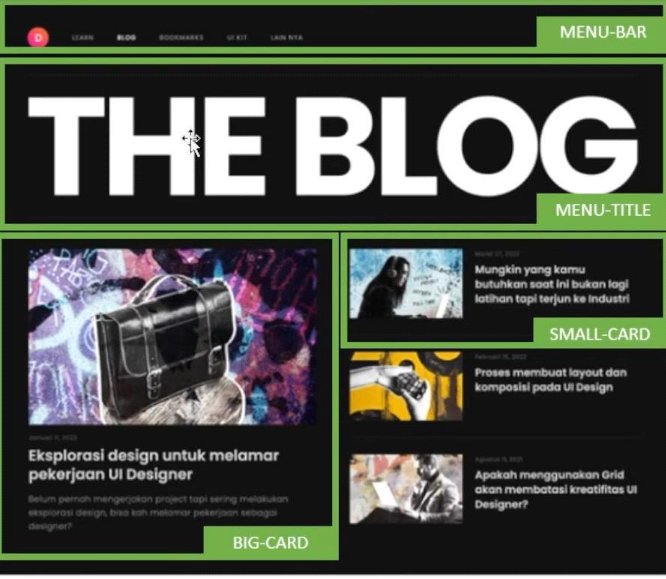 D LEARN BLOG BOOKMARKS UI KIT LAIN NYA
MENU-BAR
THE BLOG
MENU-TITLE
Januari 11, 2022
Eksplorasi design untuk melamar
pekerjaan UI Designer
Belum pernah mengerjakan project tapi sering melakukan
eksplorasi design, bisa kah melamar pekerjaan sebagai
designer?
BIG-CARD
Maret 27, 2022
Mungkin yang kamu
butuhkan saat ini bukan lagi
latihan tapi terjun ke Industri
SMALL-CARD
Februari 15, 2022
Proses membuat layout dan
komposisi pada UI Design
Agustus 11, 2021
Apakah menggunakan Grid
akan membatasi kreatifitas UI
Designer?